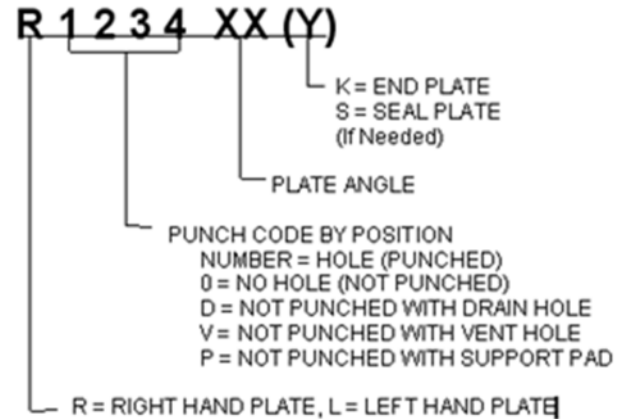 R 1 2 3 4 XX (Y)
K = END PLATE
S = SEAL PLATE
(If Needed)
PLATE ANGLE
PUNCH CODE BY POSITION
NUMBER = HOLE (PUNCHED)
0 = NO HOLE (NOT PUNCHED)
D = NOT PUNCHED WITH DRAIN HOLE
V = NOT PUNCHED WITH VENT HOLE
P = NOT PUNCHED WITH SUPPORT PAD
R = RIGHT HAND PLATE, L = LEFT HAND PLATE